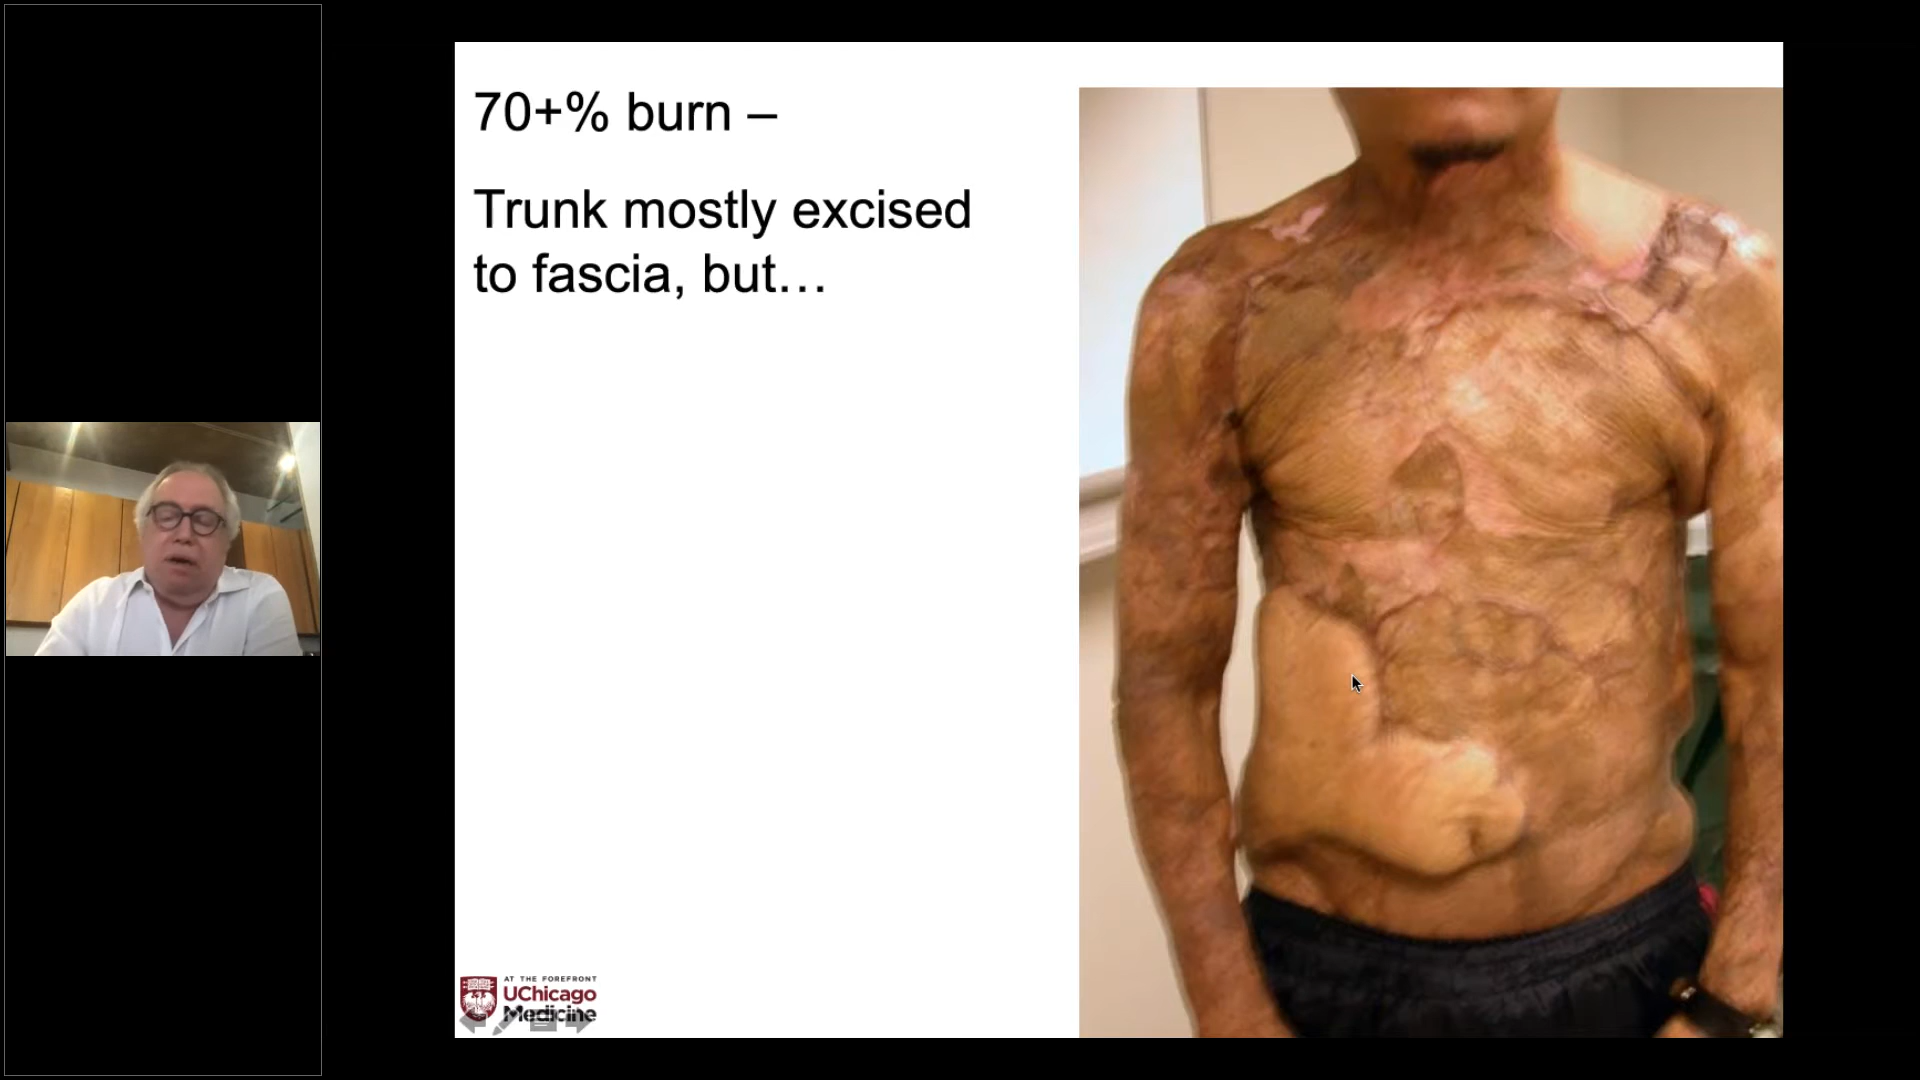 70+% burn –
Trunk mostly excised
to fascia, but…
AT THE FOREFRONT
UChicago
Medicine